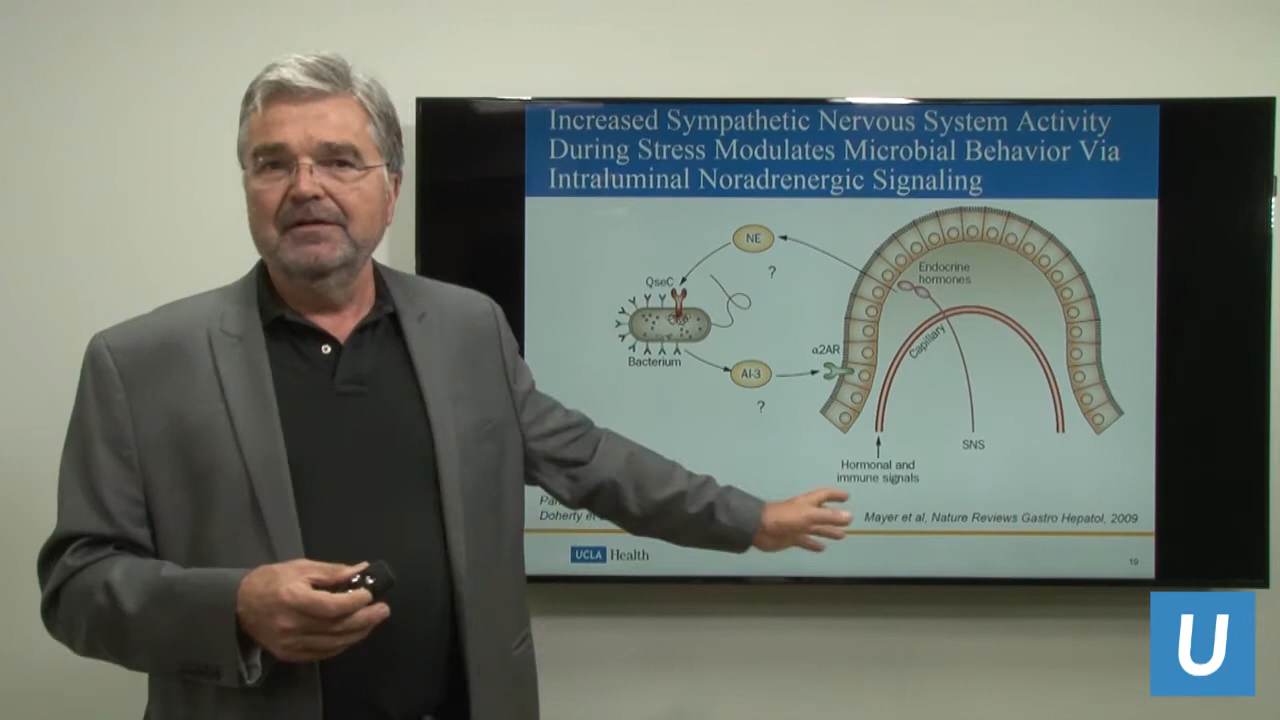 Increased Sympathetic Nervous System Activity
During Stress Modulates Microbial Behavior Via
Intraluminal Noradrenergic Signaling
NE
?
Endocrine
hormones
QseC
Bacterium
AI-3
?
α2AR
Capillary
SNS
Hormonal and
immune signals
Doherty
Mayer et al, Nature Reviews Gastro Hepatol, 2009
UCLA Health
19
U